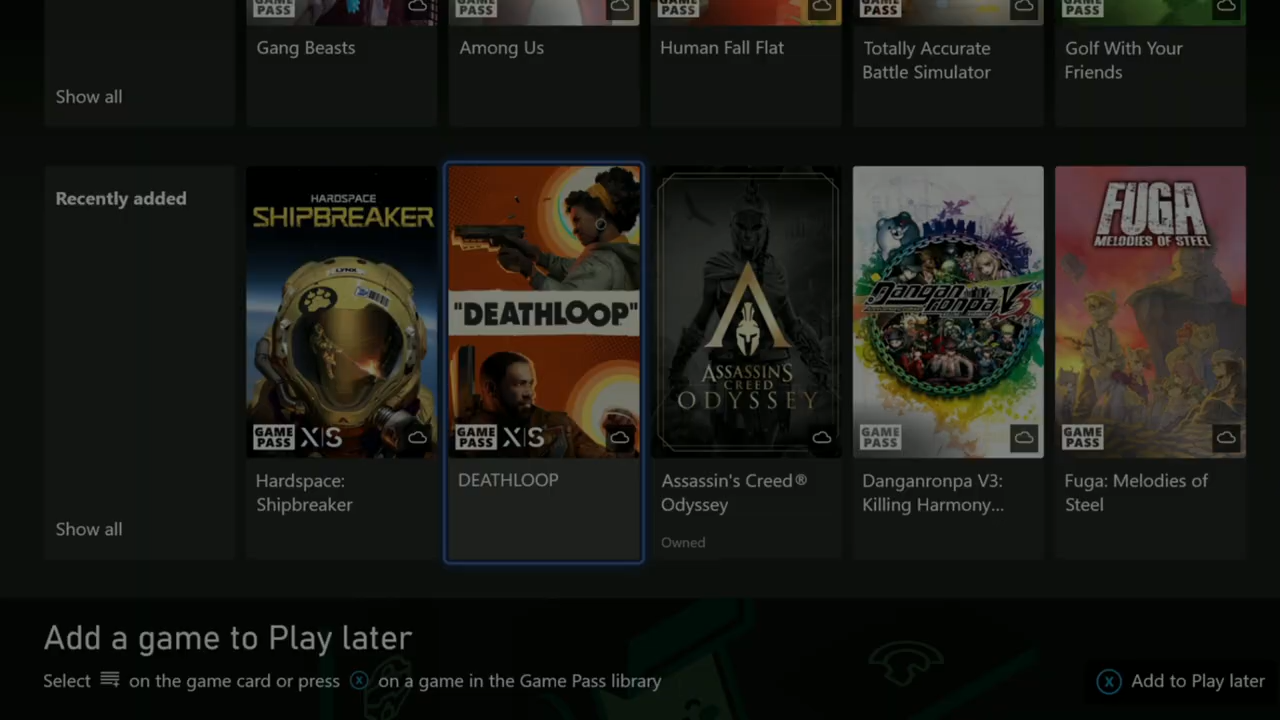 GAME PASS
GAME PASS
GAME PASS
GAME PASS
GAME PASS
Gang Beasts
Among Us
Human Fall Flat
Totally Accurate
Battle Simulator
Golf With Your
Friends
Show all
Recently added
HARDSPACE
SHIPBREAKER
LYNX
GAME PASS X|S
Hardspace:
Shipbreaker
"DEATHLOOP"
GAME PASS X|S
DEATHLOOP
ASSASSIN'S
CREED
ODYSSEY
Assassin's Creed®
Odyssey
Owned
Danganronpa V3
GAME PASS
Danganronpa V3:
Killing Harmony...
FUGA
MELODIES OF STEEL
GAME PASS
Fuga: Melodies of
Steel
Show all
Add a game to Play later
Select on the game card or press X on a game in the Game Pass library
X Add to Play later